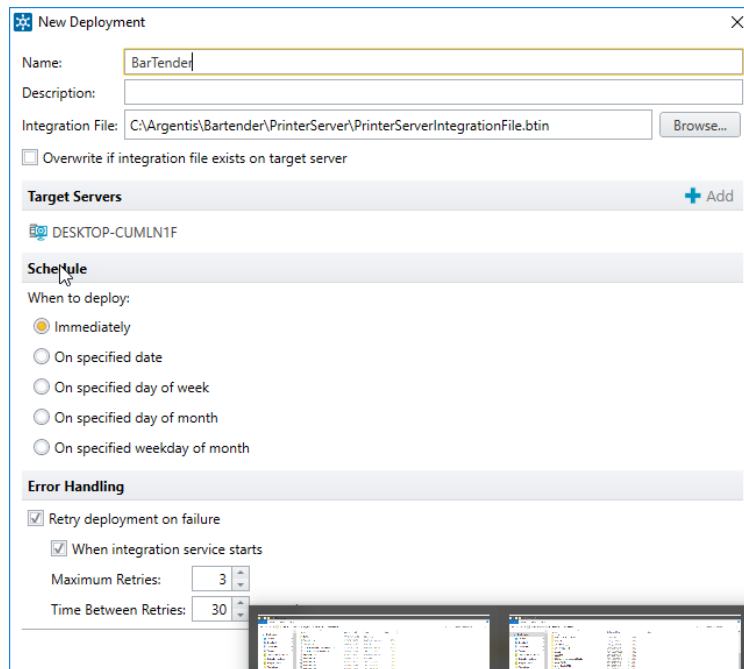 New Deployment
Name: BarTender
Description:
Integration File: C:\Argentis\Bartender\PrinterServer\PrinterServerIntegrationFile.btin Browse...
Overwrite if integration file exists on target server
Target Servers Add
DESKTOP-CUMLN1F
Schedule
When to deploy:
Immediately
On specified date
On specified day of week
On specified day of month
On specified weekday of month
Error Handling
Retry deployment on failure
When integration service starts
Maximum Retries: 3
Time Between Retries: 30